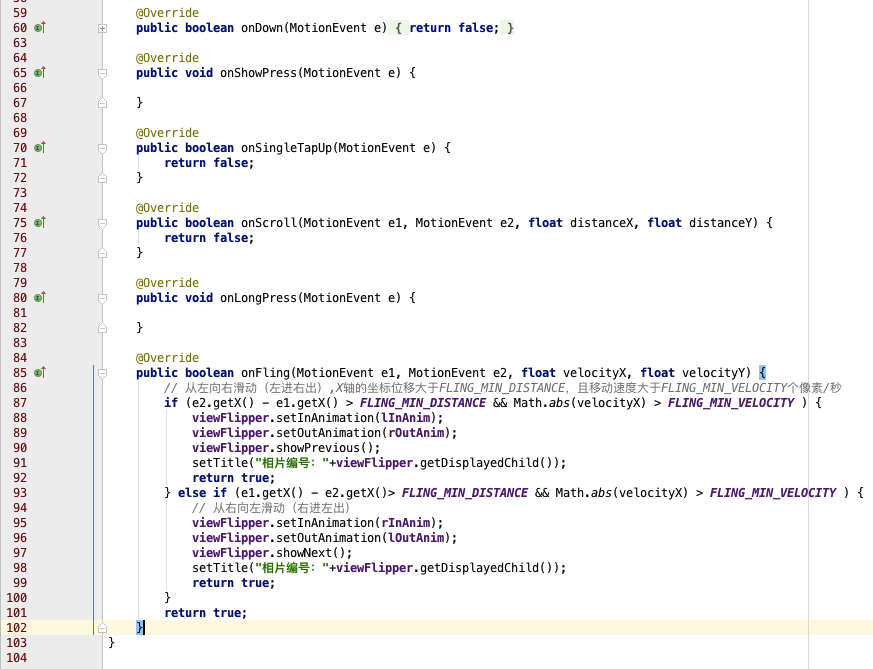 59 @Override
60 public boolean onDown(MotionEvent e) { return false; }
63
64 @Override
65 public void onShowPress(MotionEvent e) {
66
67 }
68
69 @Override
70 public boolean onSingleTapUp(MotionEvent e) {
71 return false;
72 }
73
74 @Override
75 public boolean onScroll(MotionEvent e1, MotionEvent e2, float distanceX, float distanceY) {
76 return false;
77 }
78
79 @Override
80 public void onLongPress(MotionEvent e) {
81
82 }
83
84 @Override
85 public boolean onFling(MotionEvent e1, MotionEvent e2, float velocityX, float velocityY) {
86 // 从左向右滑动（左进右出）,X轴的坐标位移大于FLING_MIN_DISTANCE，且移动速度大于FLING_MIN_VELOCITY个像素/秒
87 if (e2.getX() - e1.getX() > FLING_MIN_DISTANCE && Math.abs(velocityX) > FLING_MIN_VELOCITY ) {
88 viewFlipper.setInAnimation(lInAnim);
89 viewFlipper.setOutAnimation(rOutAnim);
90 viewFlipper.showPrevious();
91 setTitle("相片编号："+viewFlipper.getDisplayedChild());
92 return true;
93 } else if (e1.getX() - e2.getX()> FLING_MIN_DISTANCE && Math.abs(velocityX) > FLING_MIN_VELOCITY ) {
94 // 从右向左滑动（右进左出）
95 viewFlipper.setInAnimation(rInAnim);
96 viewFlipper.setOutAnimation(lOutAnim);
97 viewFlipper.showNext();
98 setTitle("相片编号："+viewFlipper.getDisplayedChild());
99 return true;
100 }
101 return true;
102 }
103 }
104